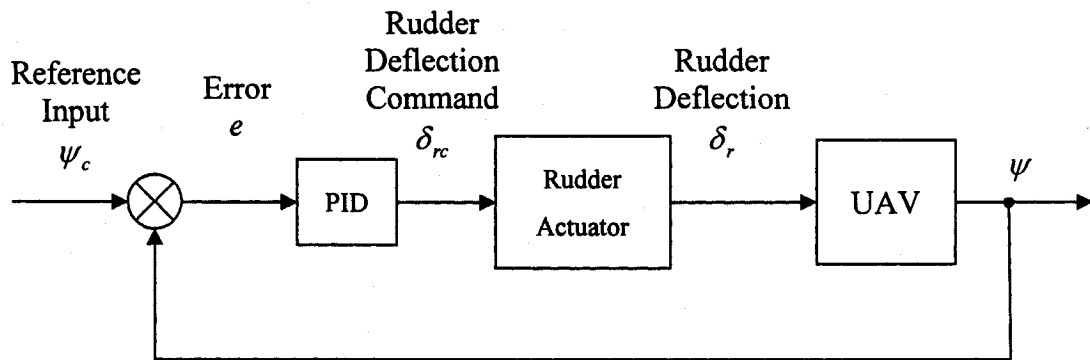 Reference
Input
ψ_c
Error
e
Rudder
Deflection
Command
δ_rc
Rudder
Deflection
δ_r
ψ
PID
Rudder
Actuator
UAV